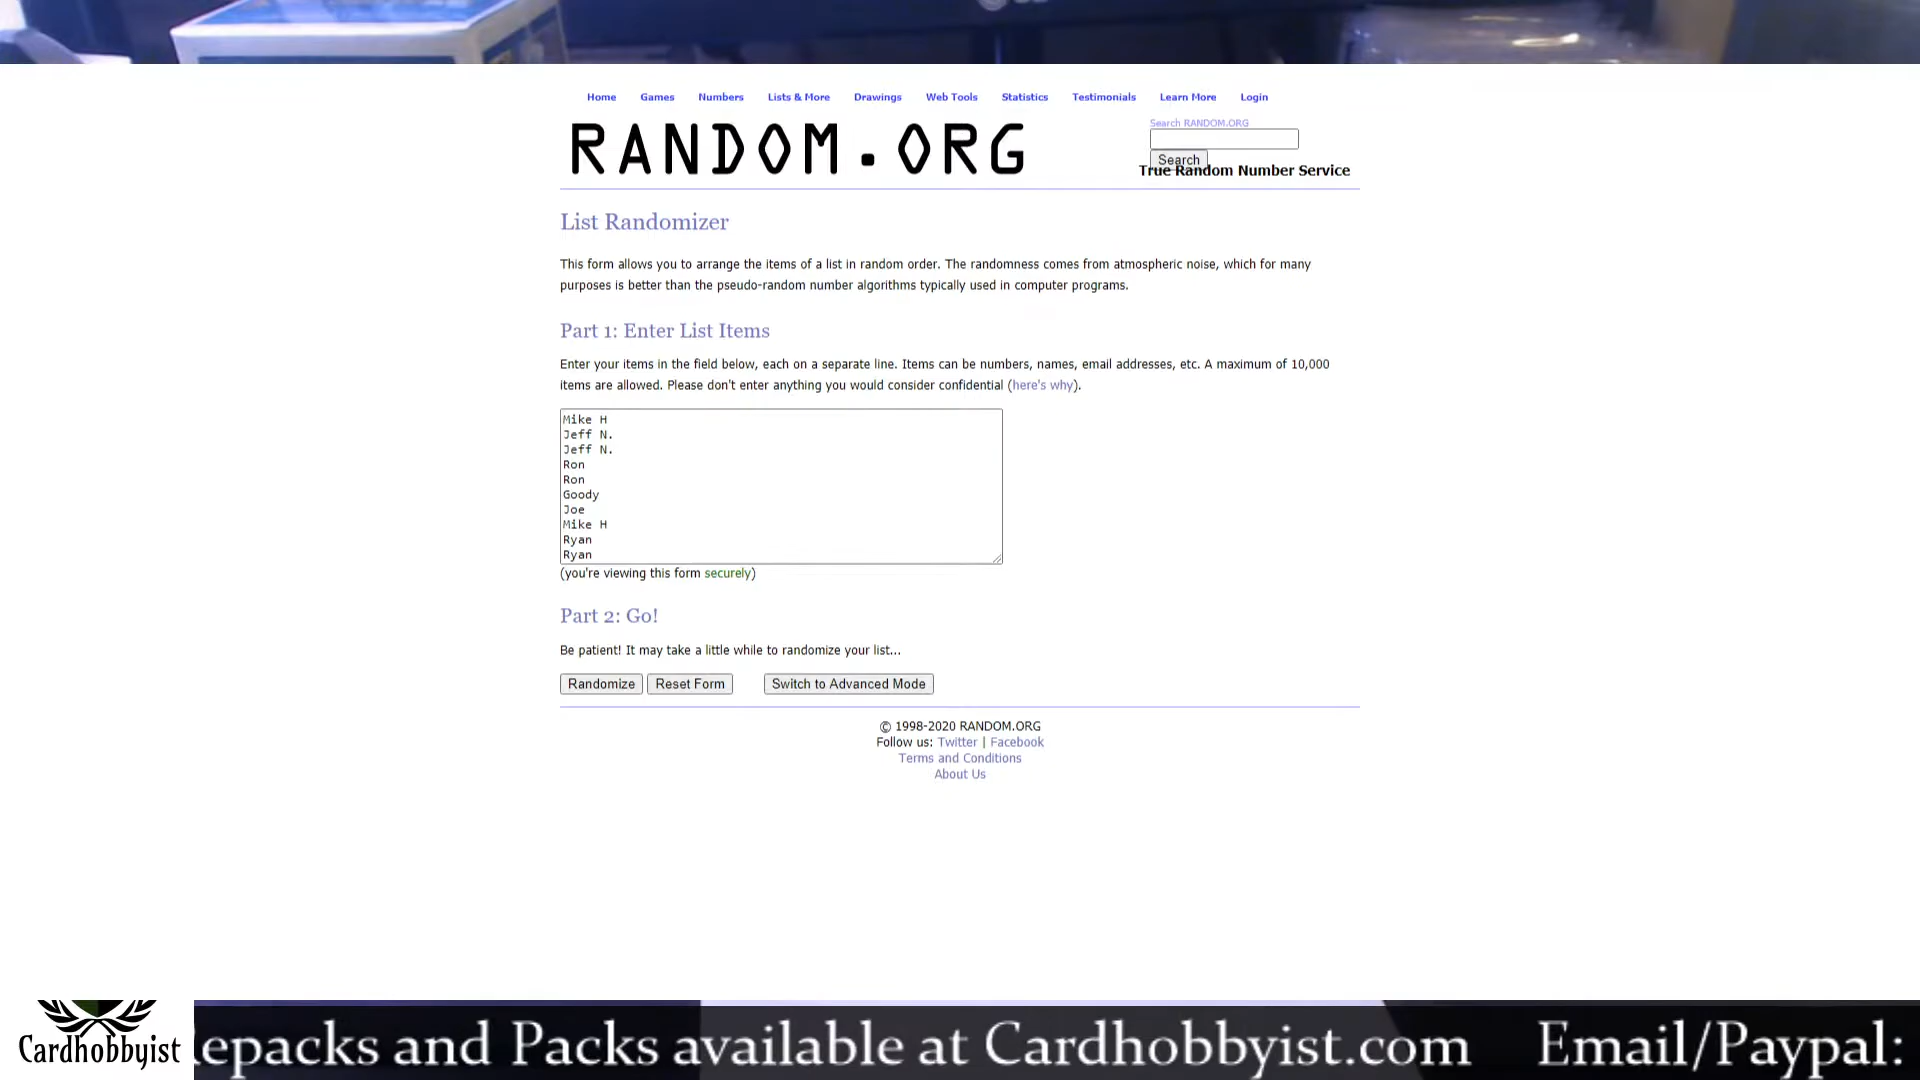 Home Games Numbers Lists & More Drawings Web Tools Statistics Testimonials Learn More Login
RANDOM.ORG
Search RANDOM.ORG
Search
True Random Number Service
List Randomizer
This form allows you to arrange the items of a list in random order. The randomness comes from atmospheric noise, which for many
purposes is better than the pseudo-random number algorithms typically used in computer programs.
Part 1: Enter List Items
Enter your items in the field below, each on a separate line. Items can be numbers, names, email addresses, etc. A maximum of 10,000
items are allowed. Please don't enter anything you would consider confidential (here's why).
Mike H
Jeff N.
Jeff N.
Ron
Ron
Goody
Joe
Mike H
Ryan
Ryan
(you're viewing this form securely)
Part 2: Go!
Be patient! It may take a little while to randomize your list...
Randomize Reset Form Switch to Advanced Mode
© 1998-2020 RANDOM.ORG
Follow us: Twitter | Facebook
Terms and Conditions
About Us
Cardhobbyist
epacks and Packs available at Cardhobbyist.com Email/Paypal: